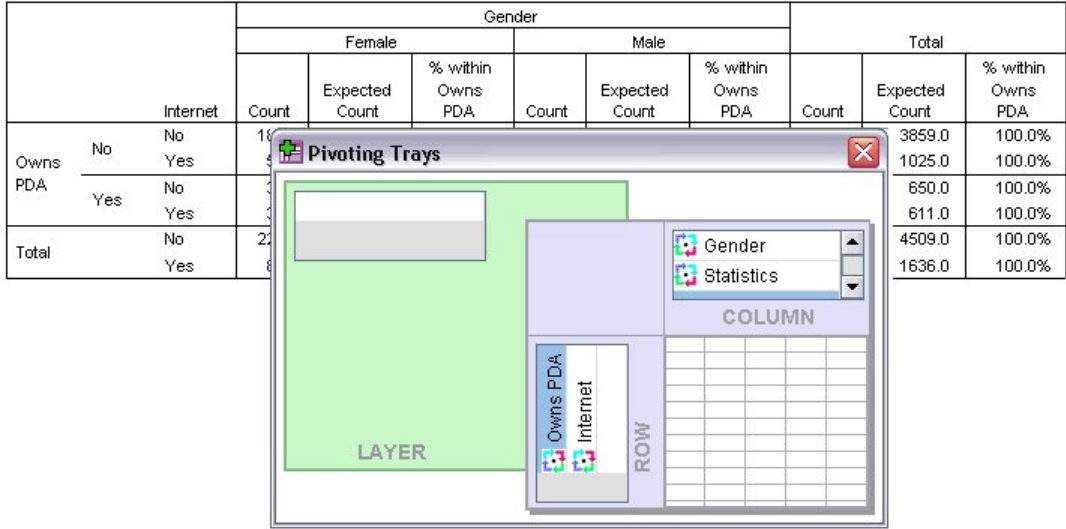 Gender
Female Male Total
Internet Count Expected Count % within Owns PDA Count Expected Count % within Owns PDA Count Expected Count % within Owns PDA
Owns PDA No No 3859.0 100.0%
Yes 1025.0 100.0%
Yes No 650.0 100.0%
Yes 611.0 100.0%
Total No 4509.0 100.0%
Yes 1636.0 100.0%
Pivoting Trays
Gender
Statistics
COLUMN
Owns PDA
Internet
ROW
LAYER